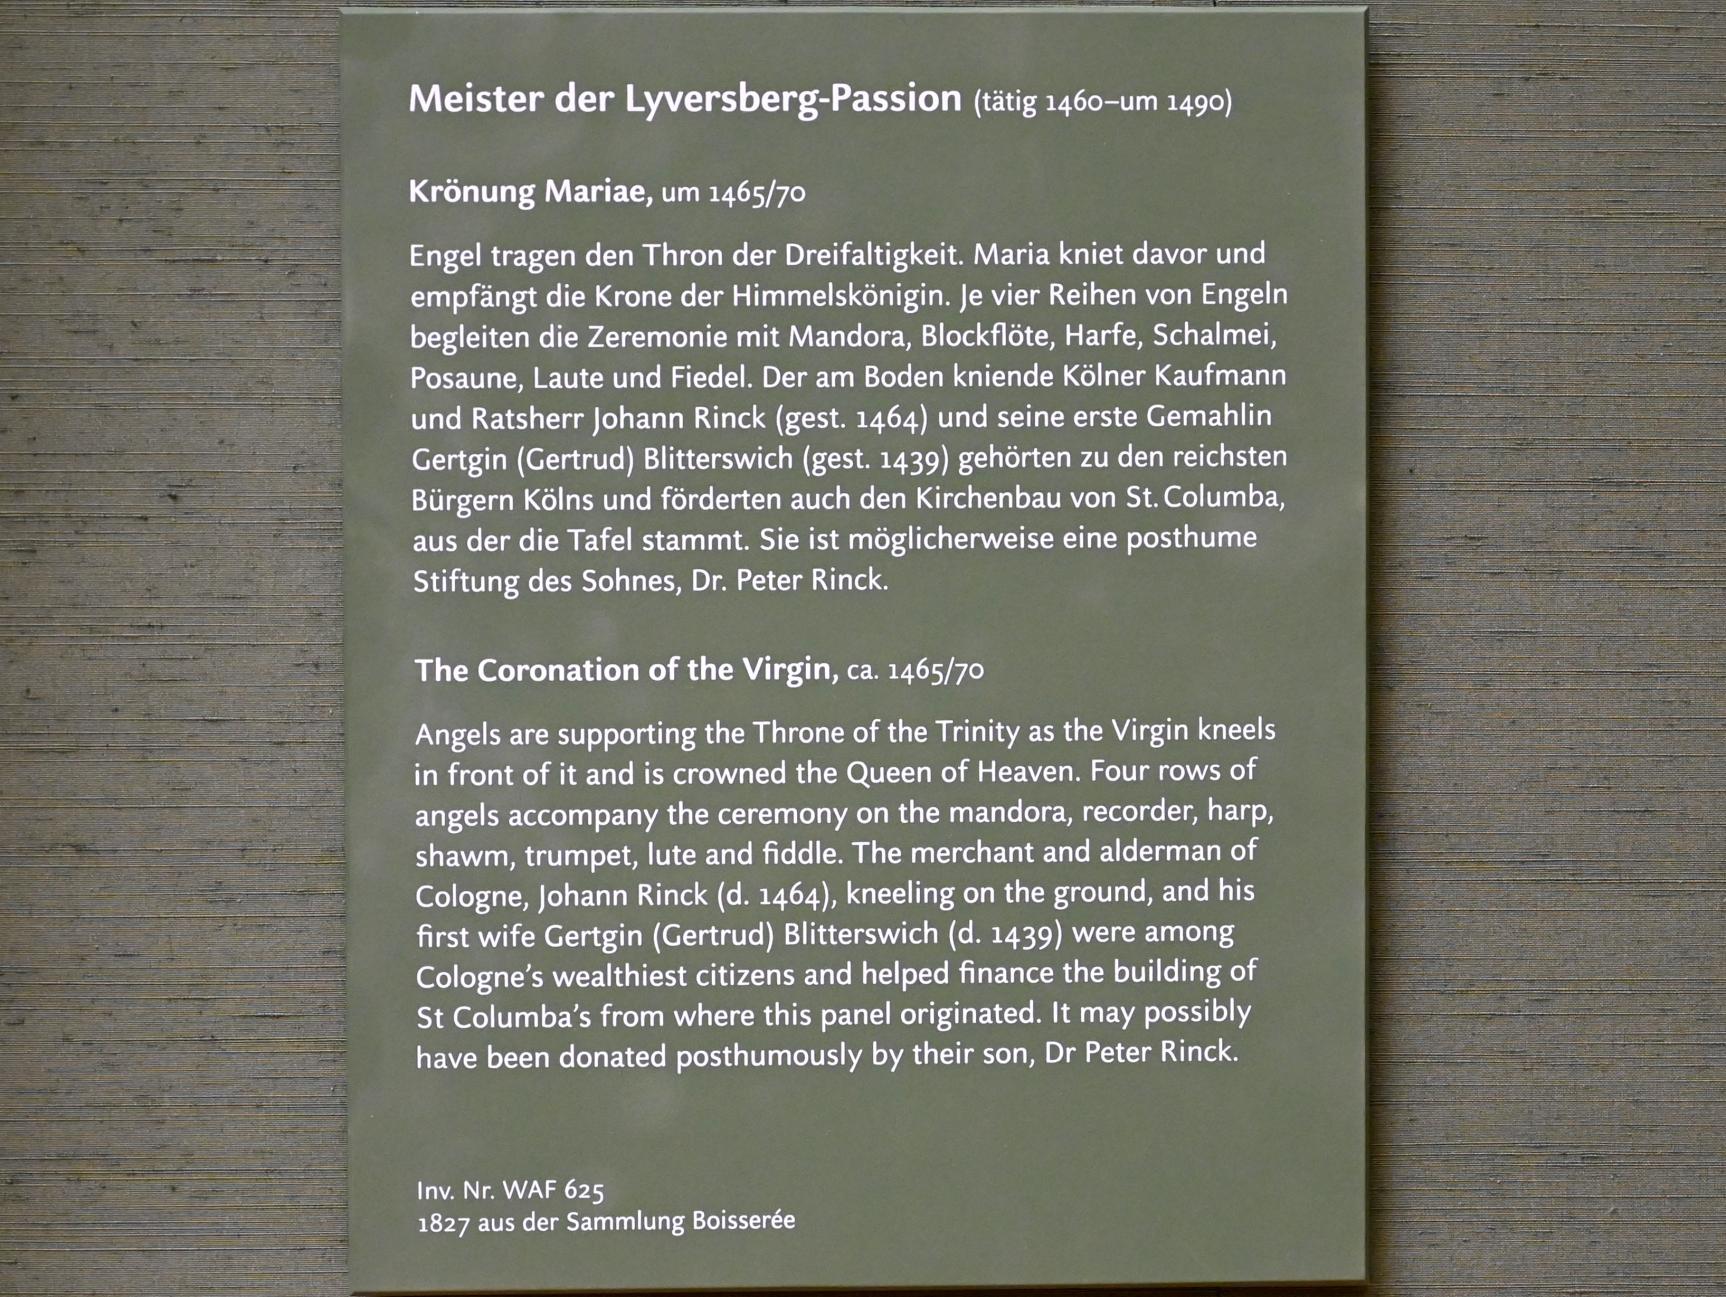 Meister der Lyversberg-Passion (tätig 1460–um 1490)
Krönung Mariae, um 1465/70
Engel tragen den Thron der Dreifaltigkeit. Maria kniet davor und
empfängt die Krone der Himmelskönigin. Je vier Reihen von Engeln
begleiten die Zeremonie mit Mandora, Blockflöte, Harfe, Schalmei,
Posaune, Laute und Fiedel. Der am Boden kniende Kölner Kaufmann
und Ratsherr Johann Rinck (gest. 1464) und seine erste Gemahlin
Gertgin (Gertrud) Blitterswich (gest. 1439) gehörten zu den reichsten
Bürgern Kölns und förderten auch den Kirchenbau von St. Columba,
aus der die Tafel stammt. Sie ist möglicherweise eine posthume
Stiftung des Sohnes, Dr. Peter Rinck.
The Coronation of the Virgin, ca. 1465/70
Angels are supporting the Throne of the Trinity as the Virgin kneels
in front of it and is crowned the Queen of Heaven. Four rows of
angels accompany the ceremony on the mandora, recorder, harp,
shawm, trumpet, lute and fiddle. The merchant and alderman of
Cologne, Johann Rinck (d. 1464), kneeling on the ground, and his
first wife Gertgin (Gertrud) Blitterswich (d. 1439) were among
Cologne's wealthiest citizens and helped finance the building of
St Columba's from where this panel originated. It may possibly
have been donated posthumously by their son, Dr Peter Rinck.
Inv. Nr. WAF 625
1827 aus der Sammlung Boisserée